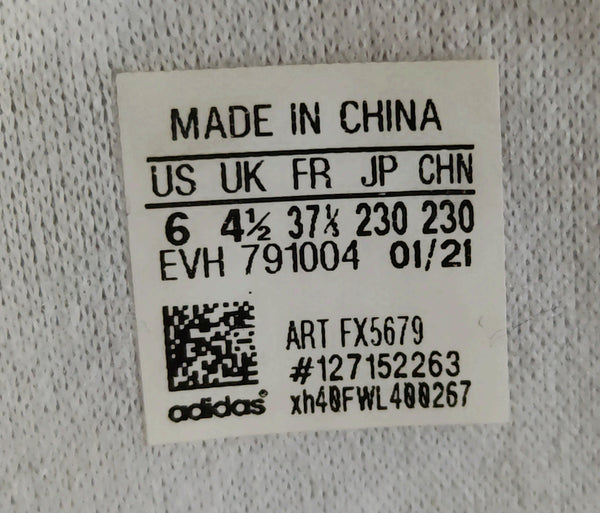 MADE IN CHINA
US UK FR JP CHN
6 4½ 37⅓ 230 230
EVH 791004 01/21
ART FX5679
#127152263
adidas® xh40FWL400267